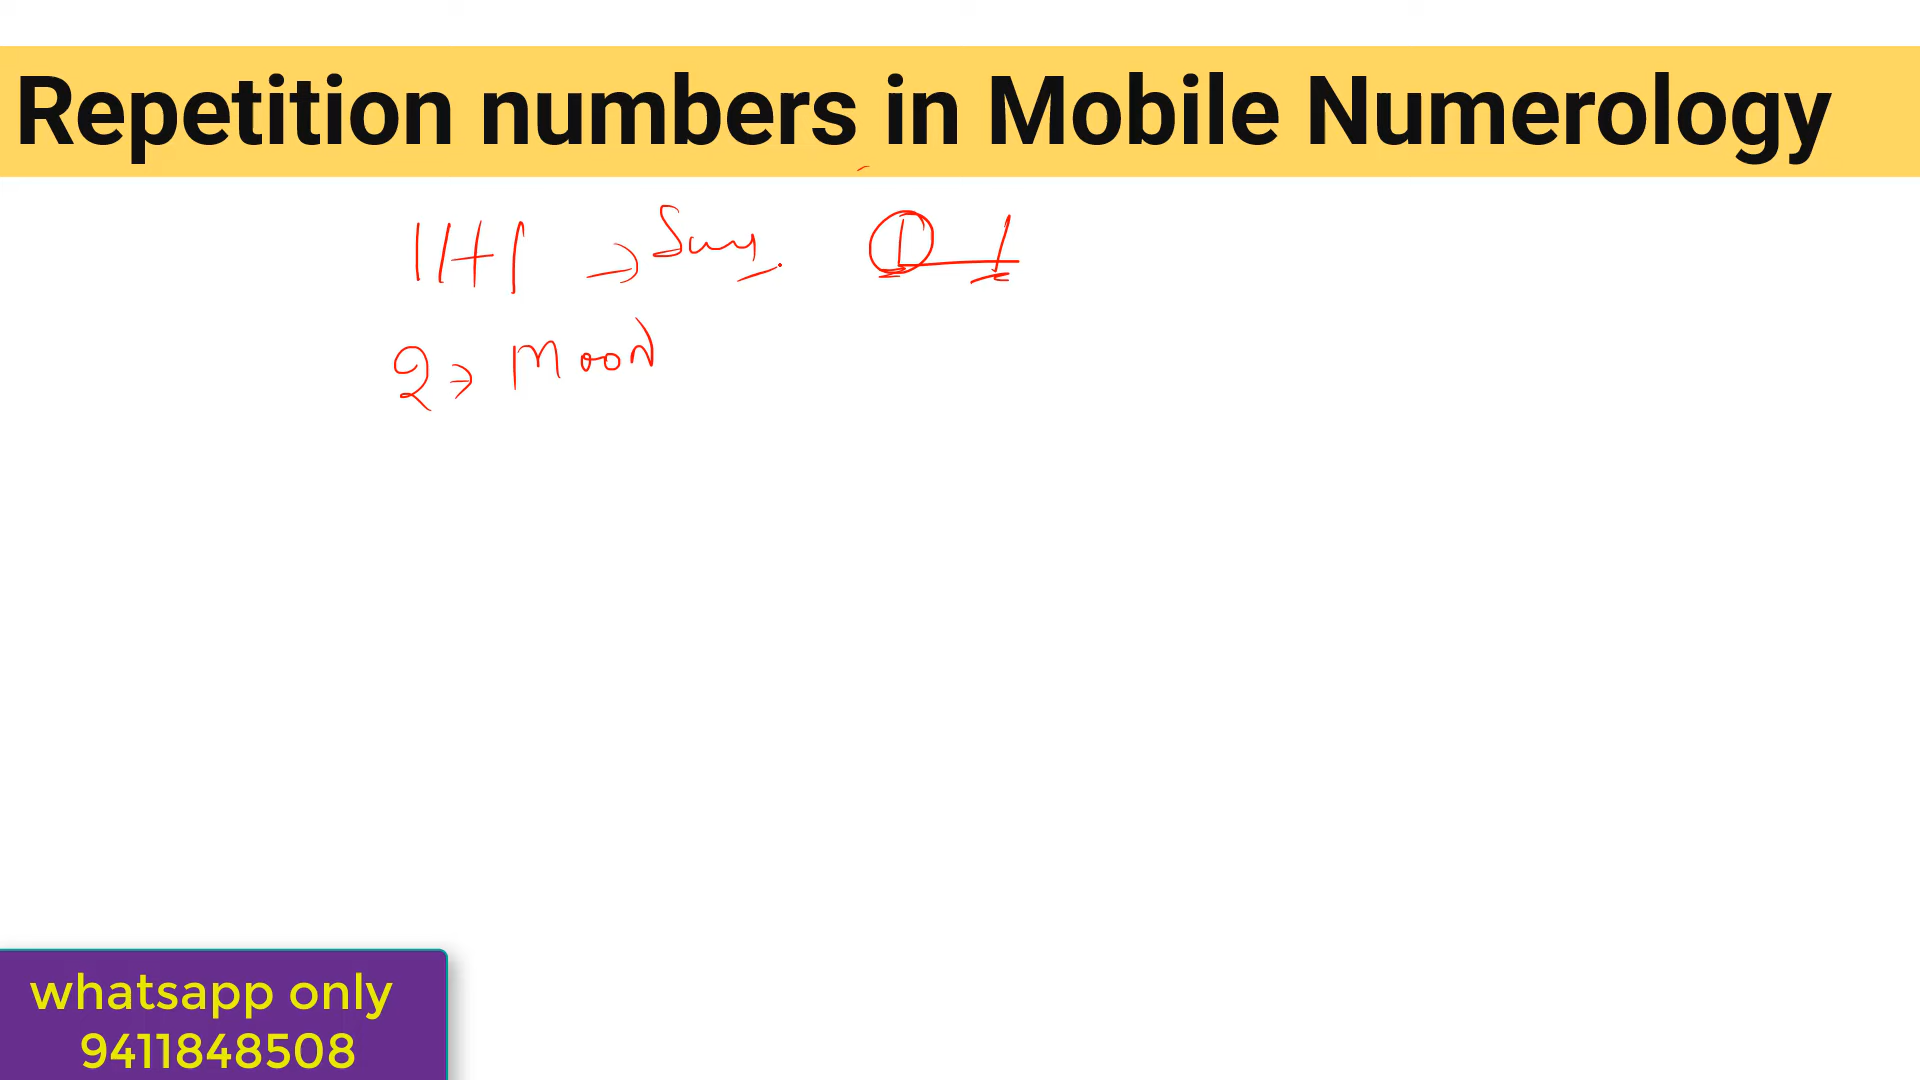 Repetition numbers in Mobile Numerology
→ Sun 1 1
2 → Moon
whatsapp only
9411848508